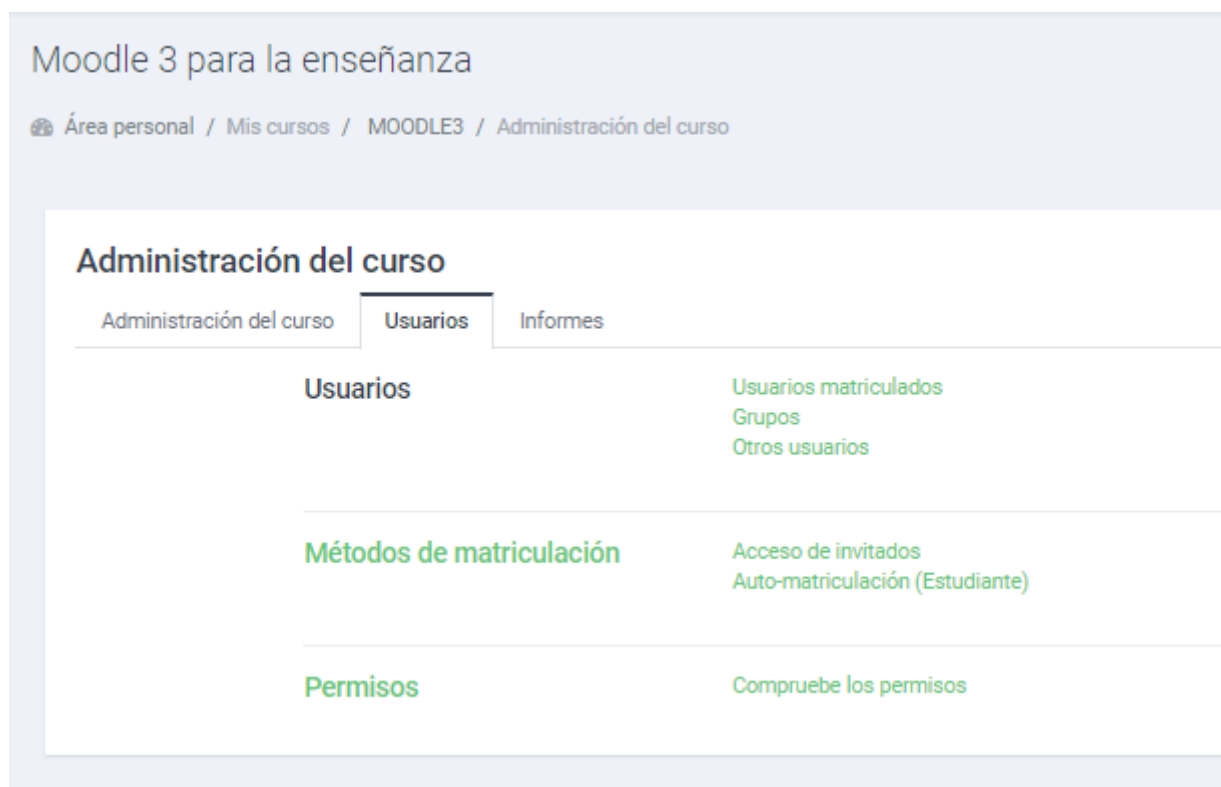 Moodle 3 para la enseñanza
Área personal / Mis cursos / MOODLE3 / Administración del curso
Administración del curso
Administración del curso Usuarios Informes
Usuarios
Usuarios matriculados
Grupos
Otros usuarios
Métodos de matriculación
Acceso de invitados
Auto-matriculación (Estudiante)
Permisos
Compruebe los permisos